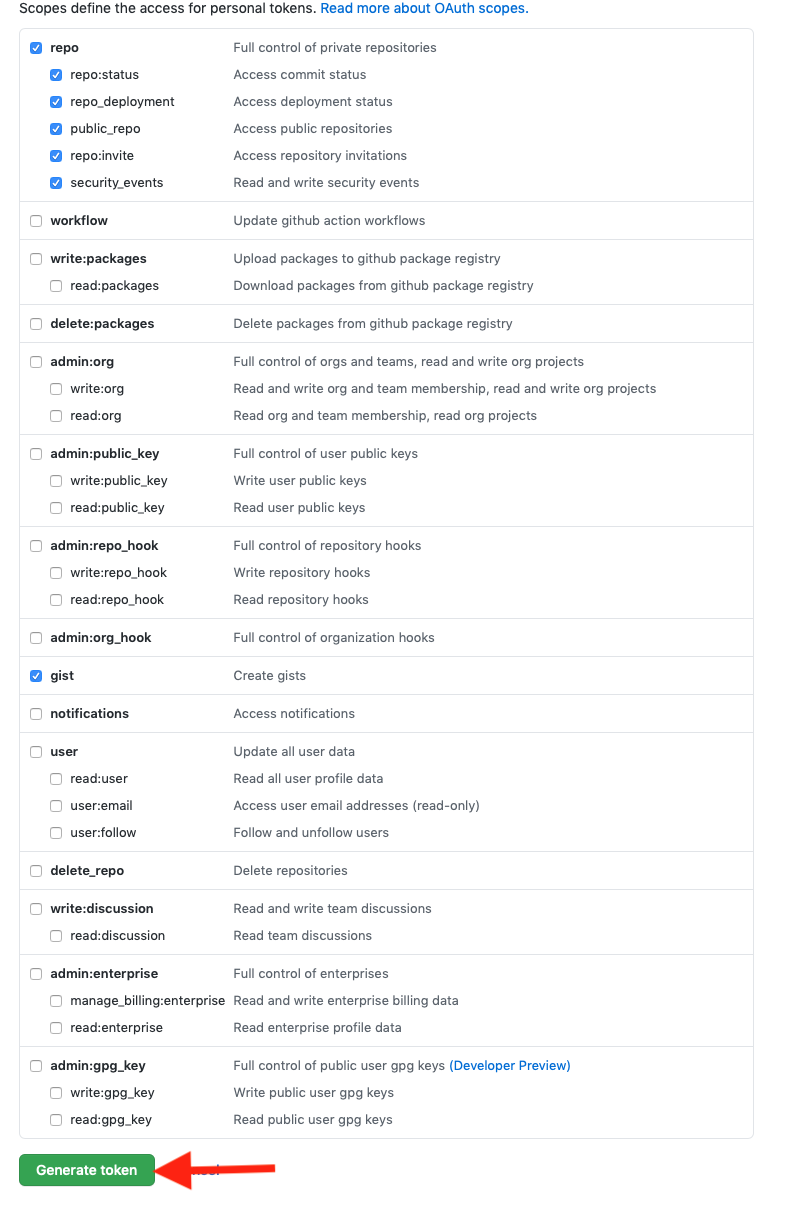 Scopes define the access for personal tokens. Read more about OAuth scopes.
repo Full control of private repositories
repo:status Access commit status
repo_deployment Access deployment status
public_repo Access public repositories
repo:invite Access repository invitations
security_events Read and write security events
workflow Update github action workflows
write:packages Upload packages to github package registry
read:packages Download packages from github package registry
delete:packages Delete packages from github package registry
admin:org Full control of orgs and teams, read and write org projects
write:org Read and write org and team membership, read and write org projects
read:org Read org and team membership, read org projects
admin:public_key Full control of user public keys
write:public_key Write user public keys
read:public_key Read user public keys
admin:repo_hook Full control of repository hooks
write:repo_hook Write repository hooks
read:repo_hook Read repository hooks
admin:org_hook Full control of organization hooks
gist Create gists
notifications Access notifications
user Update all user data
read:user Read all user profile data
user:email Access user email addresses (read-only)
user:follow Follow and unfollow users
delete_repo Delete repositories
write:discussion Read and write team discussions
read:discussion Read team discussions
admin:enterprise Full control of enterprises
manage_billing:enterprise Read and write enterprise billing data
read:enterprise Read enterprise profile data
admin:gpg_key Full control of public user gpg keys (Developer Preview)
write:gpg_key Write public user gpg keys
read:gpg_key Read public user gpg keys
Generate token